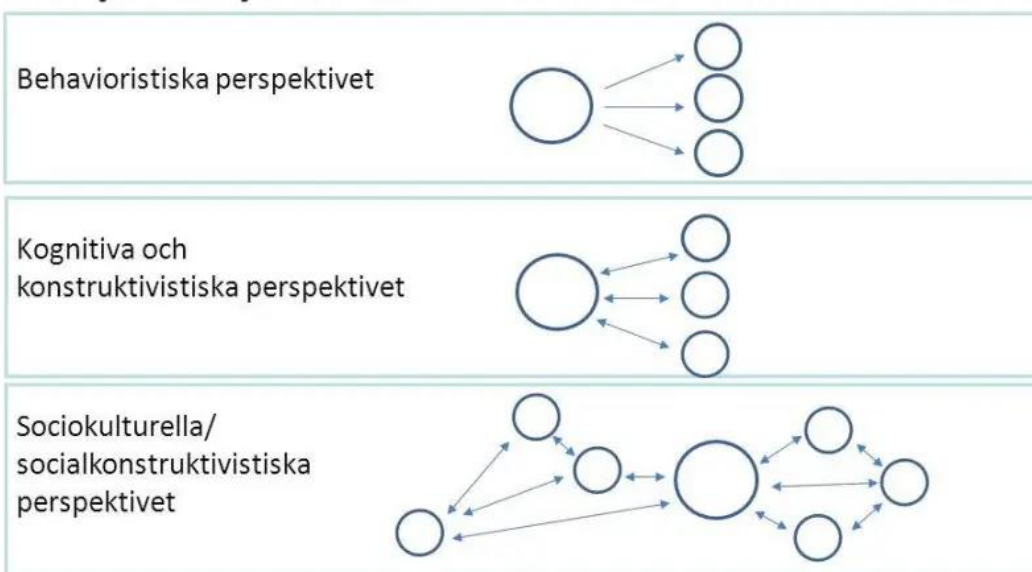 Behavioristiska perspektivet
Kognitiva och
konstruktivistiska perspektivet
Sociokulturella/
socialkonstruktivistiska
perspektivet